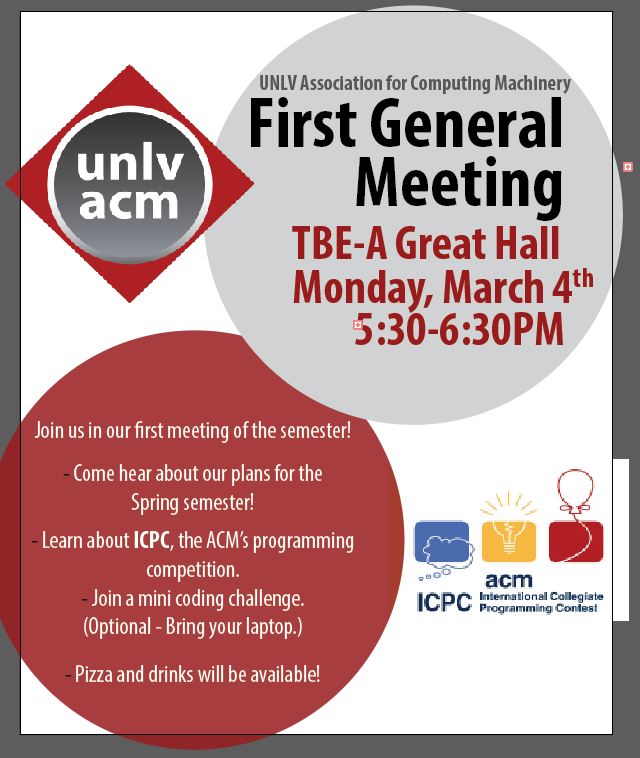 UNLV Association for Computing Machinery
First General
Meeting
unlv
acm
TBE-A Great Hall
Monday, March 4th
5:30-6:30PM
Join us in our first meeting of the semester!
- Come hear about our plans for the
Spring semester!
- Learn about ICPC, the ACM's programming
competition.
- Join a mini coding challenge.
(Optional - Bring your laptop.)
- Pizza and drinks will be available!
acm
ICPC International Collegiate
Programming Contest